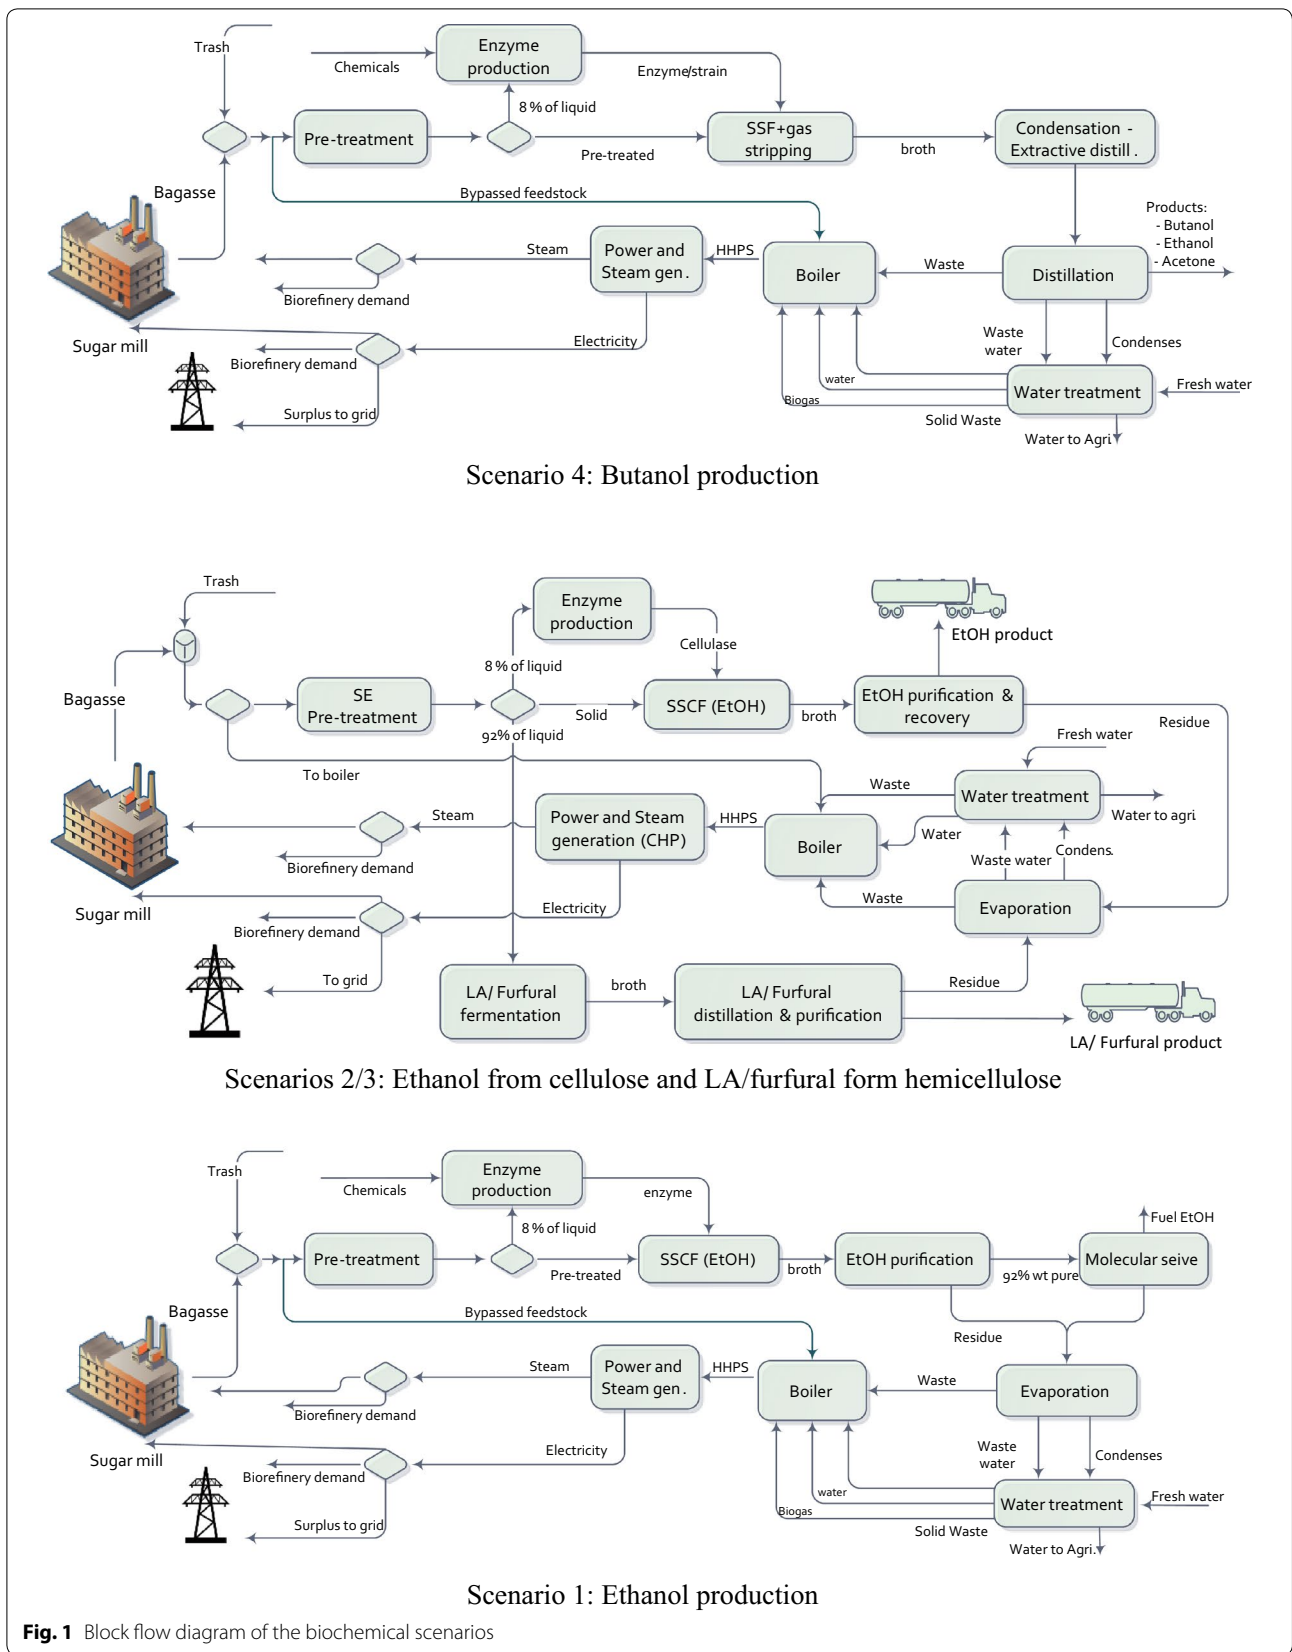 Trash
Chemicals
Enzyme
production
Enzyme/strain
8 % of liquid
Pre-treatment
Pre-treated
SSF+gas
stripping
broth
Condensation -
Extractive distill .
Bagasse
Bypassed feedstock
Products:
- Butanol
- Ethanol
- Acetone
Steam
Power and
Steam gen .
HHPS
Boiler
Waste
Distillation
Biorefinery demand
Sugar mill
Electricity
Biorefinery demand
Waste
water
Condenses
water
Biogas
Water treatment
Fresh water
Surplus to grid
Solid Waste
Water to Agri.
Scenario 4: Butanol production
Trash
Enzyme
production
EtOH product
Cellulase
8 % of liquid
Bagasse
SE
Pre-treatment
Solid
SSCF (EtOH)
broth
EtOH purification &
recovery
Residue
92% of liquid
Fresh water
To boiler
Waste
Water treatment
Water to agri.
Steam
Power and Steam
generation (CHP)
HHPS
Boiler
Water
Waste water
Condens.
Biorefinery demand
Waste
Evaporation
Sugar mill
Electricity
Biorefinery demand
To grid
LA/ Furfural
fermentation
broth
LA/ Furfural
distillation & purification
Residue
LA/ Furfural product
Scenarios 2/3: Ethanol from cellulose and LA/furfural form hemicellulose
Trash
Chemicals
Enzyme
production
enzyme
8 % of liquid
Fuel EtOH
Pre-treatment
Pre-treated
SSCF (EtOH)
broth
EtOH purification
92% wt pure
Molecular seive
Bagasse
Bypassed feedstock
Residue
Steam
Power and
Steam gen .
HHPS
Boiler
Waste
Evaporation
Biorefinery demand
Sugar mill
Electricity
Biorefinery demand
Waste
water
Condenses
water
Biogas
Water treatment
Fresh water
Surplus to grid
Solid Waste
Water to Agri.
Scenario 1: Ethanol production
Fig. 1 Block flow diagram of the biochemical scenarios